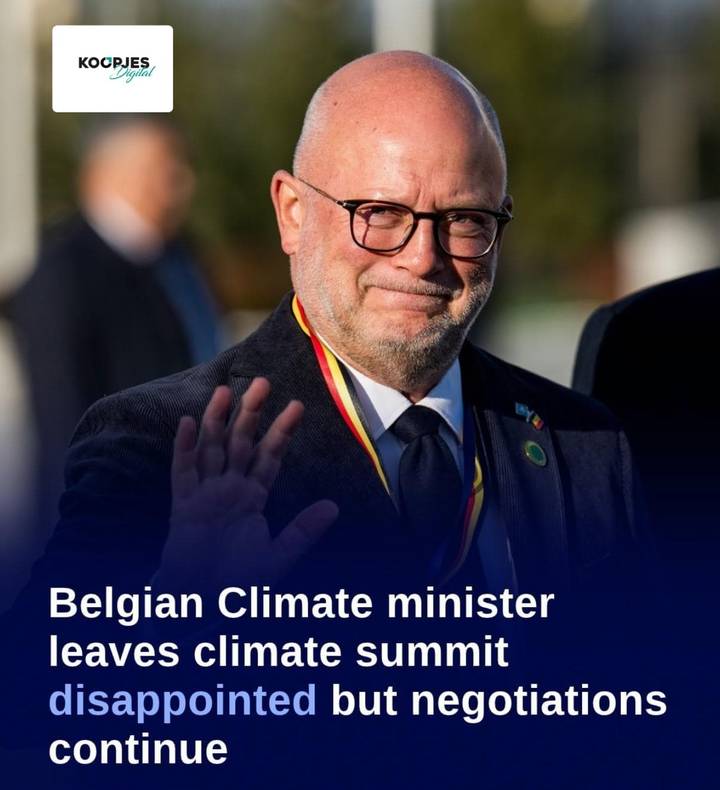 KOOPJES
Digital
Belgian Climate minister
leaves climate summit
disappointed but negotiations
continue